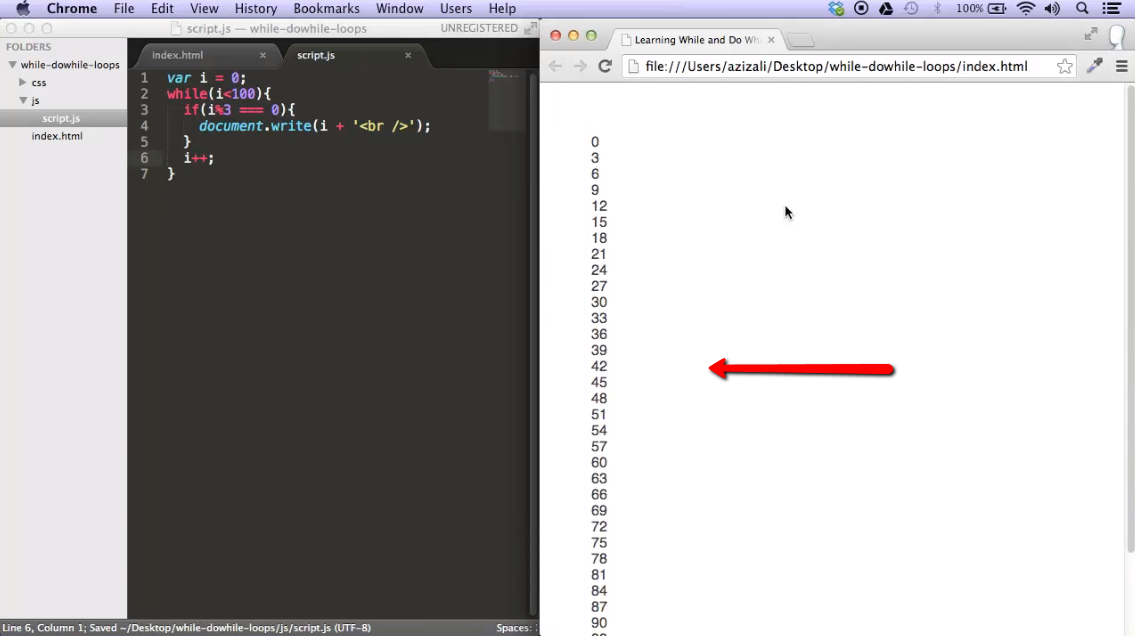 Chrome File Edit View History Bookmarks Window Users Help 100%
script.js — while-dowhile-loops UNREGISTERED
FOLDERS
while-dowhile-loops
css
js
script.js
index.html
index.html × script.js ×
1 var i = 0;
2 while(i<100){
3 if(i%3 === 0){
4 document.write(i + '<br />');
5 }
6 i++;
7 }
Line 6, Column 1; Saved ~/Desktop/while-dowhile-loops/js/script.js (UTF-8) Spaces:
Learning While and Do Wh ×
file:///Users/azizali/Desktop/while-dowhile-loops/index.html
0
3
6
9
12
15
18
21
24
27
30
33
36
39
42
45
48
51
54
57
60
63
66
69
72
75
78
81
84
87
90